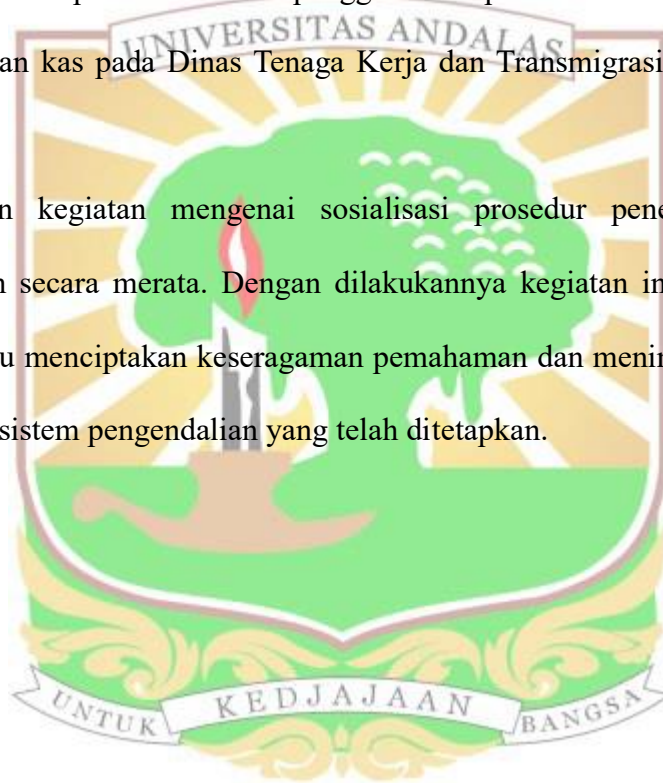 UNIVERSITAS ANDALAS
an kas pada Dinas Tenaga Kerja dan Transmigrasi
n kegiatan mengenai sosialisasi prosedur pene
n secara merata. Dengan dilakukannya kegiatan in
u menciptakan keseragaman pemahaman dan menin
sistem pengendalian yang telah ditetapkan.
UNTUK KEDJAJAAN BANGSA